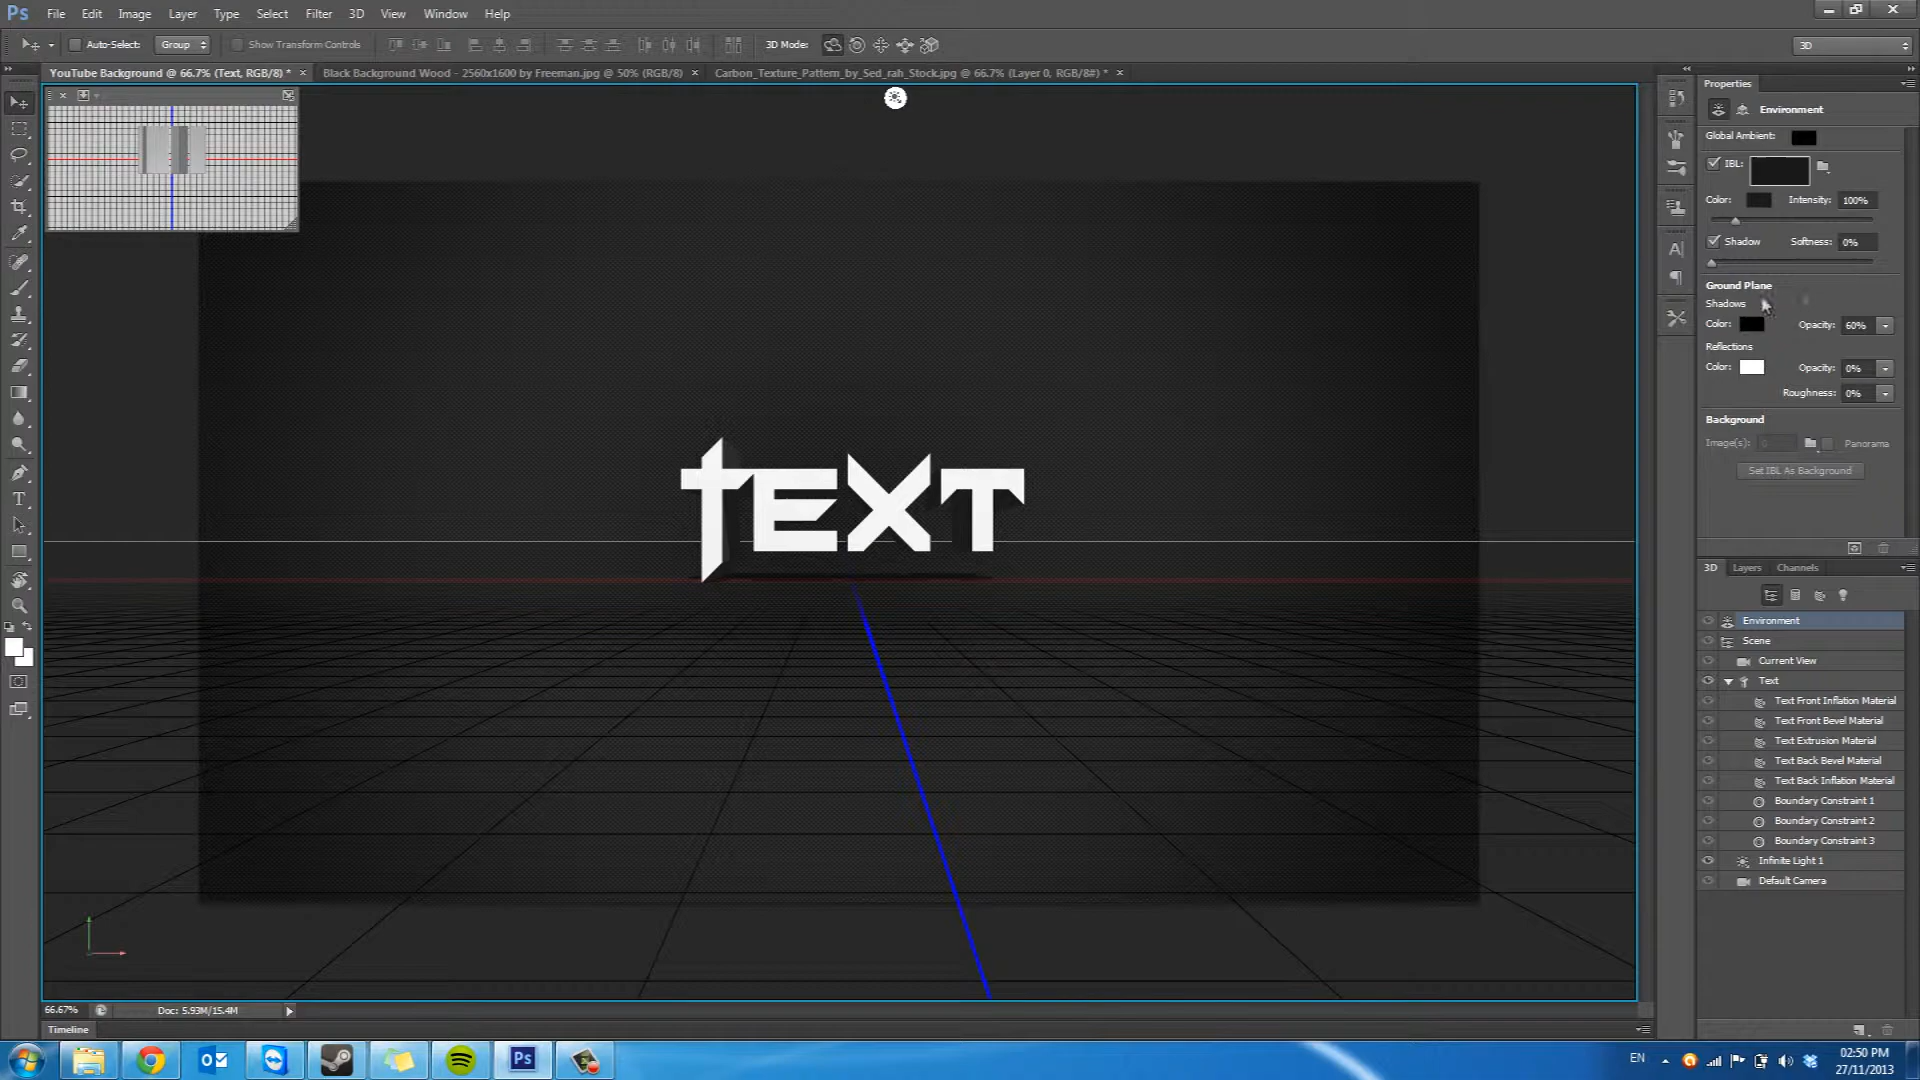 Ps File Edit Image Layer Type Select Filter 3D View Window Help
Auto-Select: Group Show Transform Controls 3D Mode: 3D
YouTube Background @ 66.7% (Text, RGB/8) * × Black Background Wood - 2560x1600 by Freeman.jpg @ 50% (RGB/8) × Carbon_Texture_Pattern_by_Sed_rah_Stock.jpg @ 66.7% (Layer 0, RGB/8#) * ×
Properties
Environment
Global Ambient:
IBL:
Color: Intensity: 100%
Shadow Softness: 0%
Ground Plane
Shadows
Color: Opacity: 60%
Reflections
Color: Opacity: 0%
Roughness: 0%
Background
Image(s): Panorama
Set IBL As Background
TEXT
3D Layers Channels
Environment
Scene
Current View
Text
Text Front Inflation Material
Text Front Bevel Material
Text Extrusion Material
Text Back Bevel Material
Text Back Inflation Material
Boundary Constraint 1
Boundary Constraint 2
Boundary Constraint 3
Infinite Light 1
Default Camera
66.67% Doc: 5.93M/15.4M
Timeline
EN 02:50 PM
27/11/2013